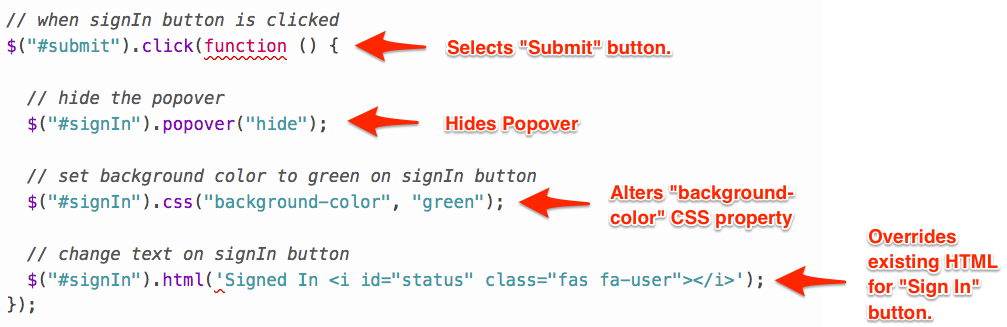 // when signIn button is clicked
$("#submit").click(function () {
Selects "Submit" button.
// hide the popover
$("#signIn").popover("hide");
Hides Popover
// set background color to green on signIn button
$("#signIn").css("background-color", "green");
Alters "background-
color" CSS property
// change text on signIn button
$("#signIn").html('Signed In <i id="status" class="fas fa-user"></i>');
Overrides
existing HTML
for "Sign In"
button.
});